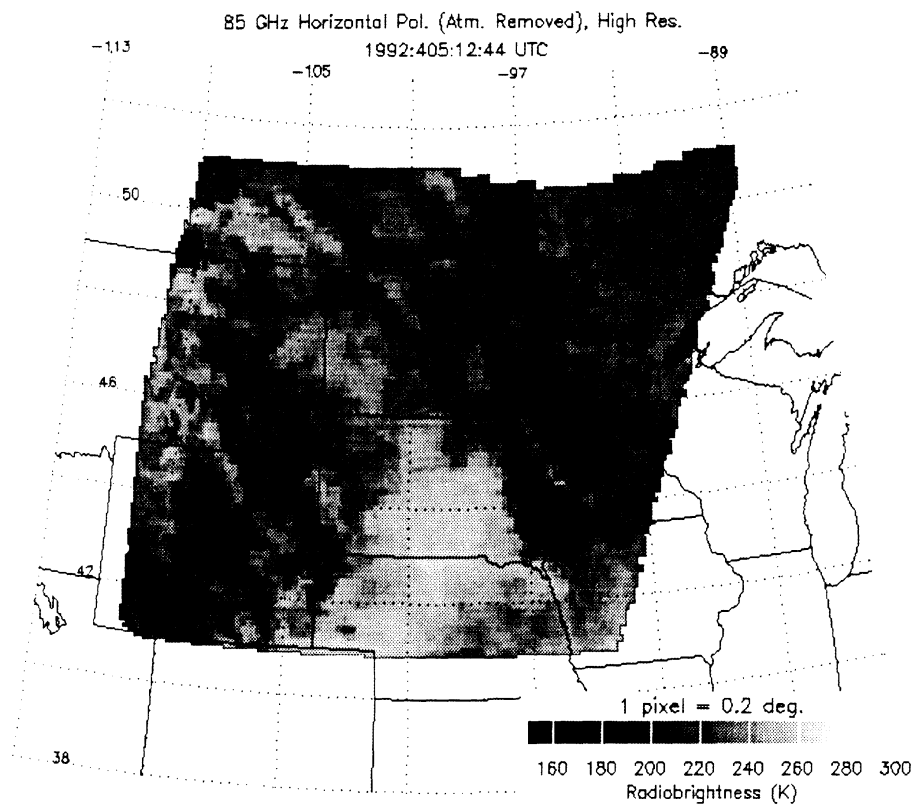 85 GHz Horizontal Pol. (Atm. Removed), High Res.
1992:405:12:44 UTC
-113
-105
-97
-89
50
46
42
38
1 pixel = 0.2 deg.
160 180 200 220 240 260 280 300
Radiobrightness (K)